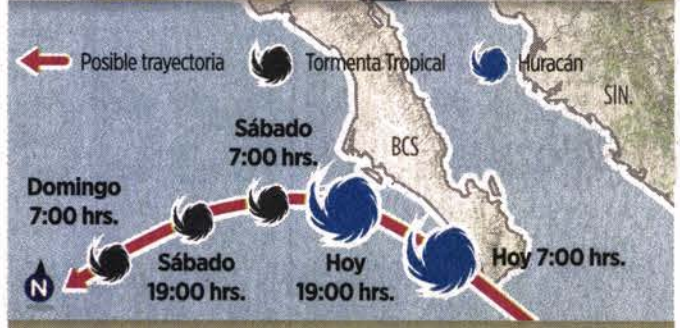 Posible trayectoria
Tormenta Tropical
Huracán
SIN.
BCS
Sábado
7:00 hrs.
Domingo
7:00 hrs.
Sábado
19:00 hrs.
Hoy
19:00 hrs.
Hoy 7:00 hrs.
N